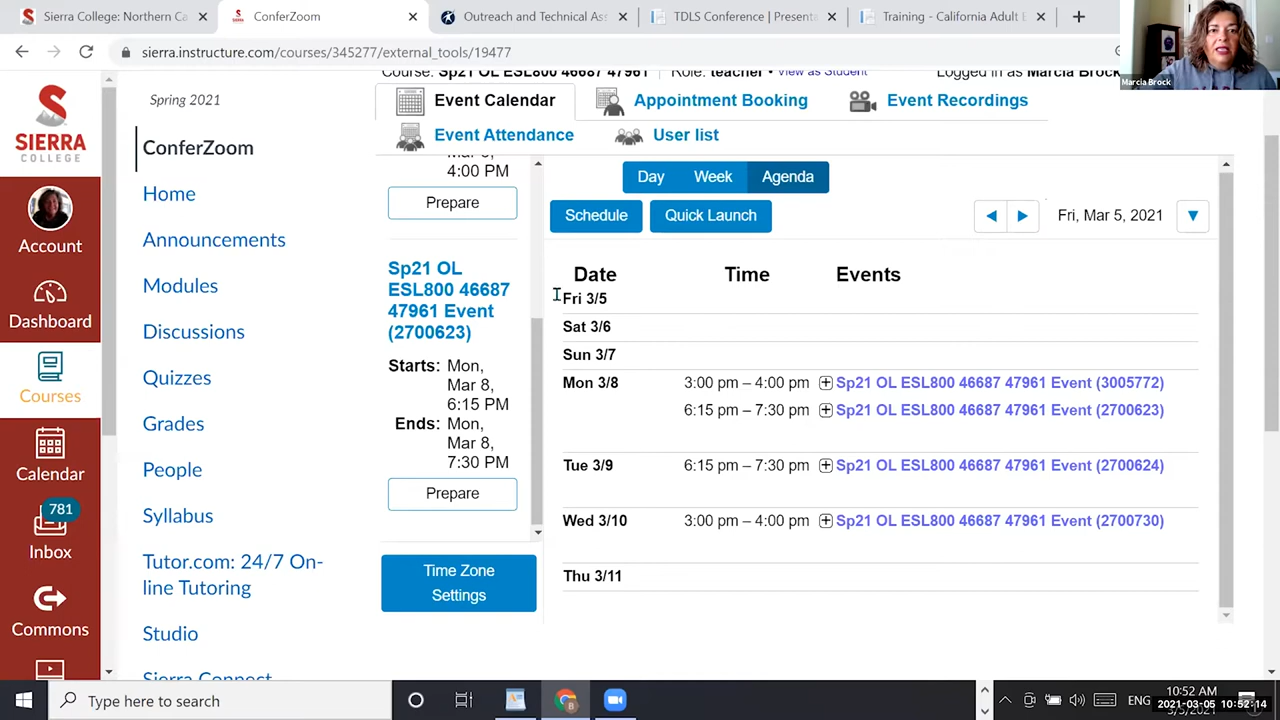 Sierra College: Northern Ca
ConferZoom
Outreach and Technical Ass
TDLS Conference | Present
Training - California Adult E
sierra.instructure.com/courses/345277/external_tools/19477
Marcia Brock
Course: Sp21 OL ESL800 46687 47961
Role: teacher • View as Student
Logged in as Marcia Brock
SIERRA
COLLEGE
Account
Dashboard
Courses
Calendar
781
Inbox
Commons
Spring 2021
ConferZoom
Home
Announcements
Modules
Discussions
Quizzes
Grades
People
Syllabus
Tutor.com: 24/7 On-
line Tutoring
Studio
Sierra Connect
Event Calendar
Appointment Booking
Event Recordings
Event Attendance
User list
4:00 PM
Prepare
Sp21 OL
ESL800 46687
47961 Event
(2700623)
Starts: Mon,
Mar 8,
6:15 PM
Ends: Mon,
Mar 8,
7:30 PM
Prepare
Time Zone
Settings
Day Week Agenda
Schedule Quick Launch
Fri, Mar 5, 2021
Date Time Events
Fri 3/5
Sat 3/6
Sun 3/7
Mon 3/8 3:00 pm – 4:00 pm Sp21 OL ESL800 46687 47961 Event (3005772)
6:15 pm – 7:30 pm Sp21 OL ESL800 46687 47961 Event (2700623)
Tue 3/9 6:15 pm – 7:30 pm Sp21 OL ESL800 46687 47961 Event (2700624)
Wed 3/10 3:00 pm – 4:00 pm Sp21 OL ESL800 46687 47961 Event (2700730)
Thu 3/11
Type here to search
ENG
10:52 AM
2021-03-05 10:52:14